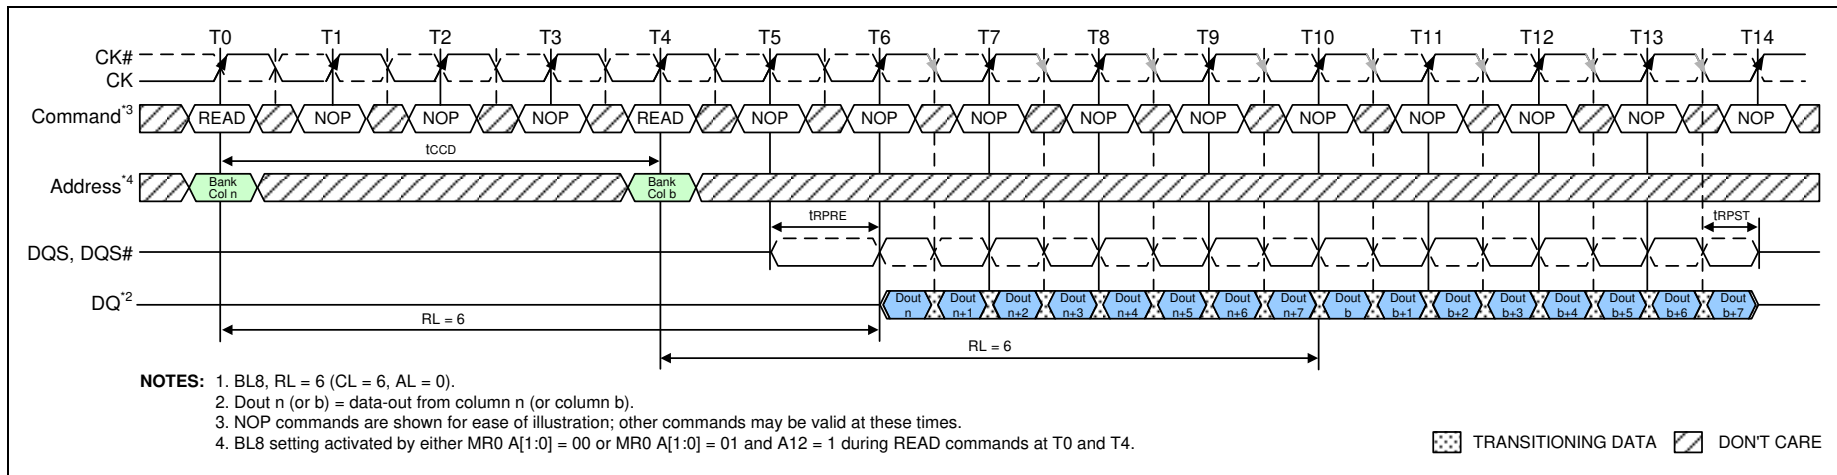 T0 T1 T2 T3 T4 T5 T6 T7 T8 T9 T10 T11 T12 T13 T14
CK#
CK
Command*3 READ NOP NOP NOP READ NOP NOP NOP NOP NOP NOP NOP NOP NOP NOP
tCCD
Address*4 Bank Col n Bank Col b
tRPRE tRPST
DQS, DQS#
DQ*2 Dout n Dout n+1 Dout n+2 Dout n+3 Dout n+4 Dout n+5 Dout n+6 Dout n+7 Dout b Dout b+1 Dout b+2 Dout b+3 Dout b+4 Dout b+5 Dout b+6 Dout b+7
RL = 6
RL = 6
NOTES: 1. BL8, RL = 6 (CL = 6, AL = 0).
2. Dout n (or b) = data-out from column n (or column b).
3. NOP commands are shown for ease of illustration; other commands may be valid at these times.
4. BL8 setting activated by either MR0 A[1:0] = 00 or MR0 A[1:0] = 01 and A12 = 1 during READ commands at T0 and T4.
TRANSITIONING DATA DON'T CARE